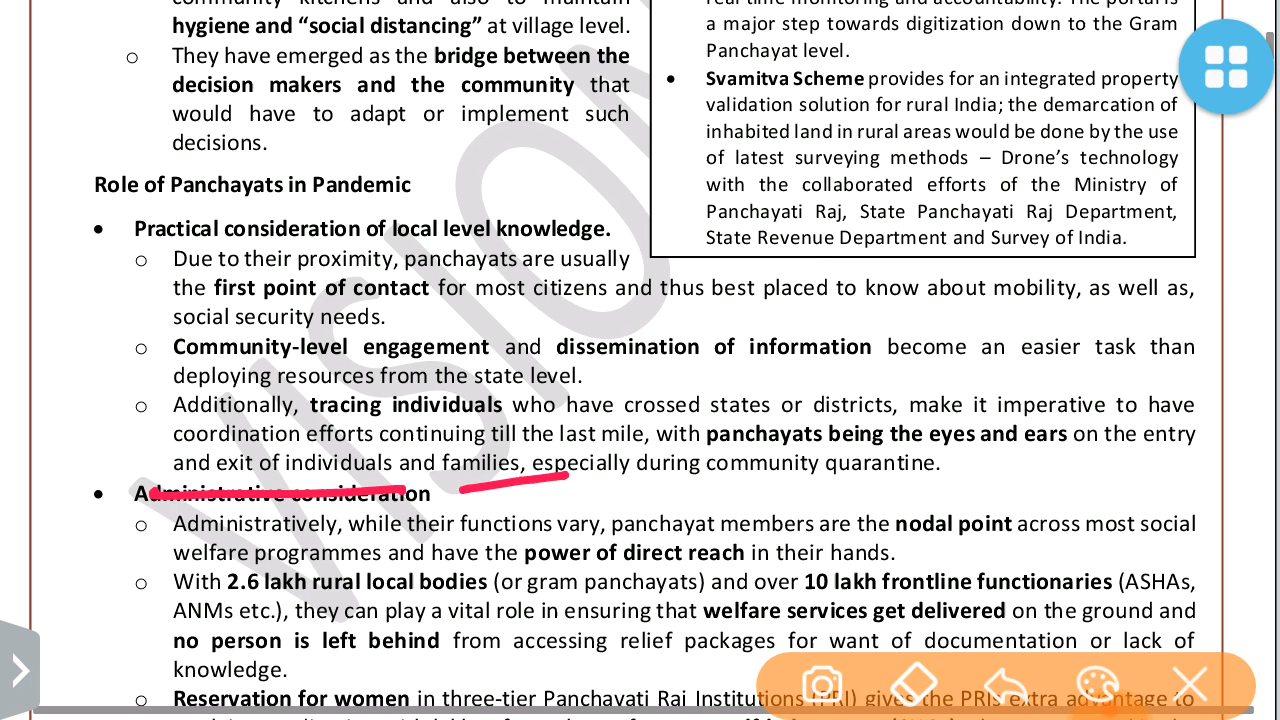 community kitchens and also to maintain
hygiene and “social distancing” at village level.
o They have emerged as the bridge between the
decision makers and the community that
would have to adapt or implement such
decisions.
real time monitoring and accountability. The portal is
a major step towards digitization down to the Gram
Panchayat level.
• Svamitva Scheme provides for an integrated property
validation solution for rural India; the demarcation of
inhabited land in rural areas would be done by the use
of latest surveying methods – Drone’s technology
with the collaborated efforts of the Ministry of
Panchayati Raj, State Panchayati Raj Department,
State Revenue Department and Survey of India.
Role of Panchayats in Pandemic
• Practical consideration of local level knowledge.
o Due to their proximity, panchayats are usually
the first point of contact for most citizens and thus best placed to know about mobility, as well as,
social security needs.
o Community-level engagement and dissemination of information become an easier task than
deploying resources from the state level.
o Additionally, tracing individuals who have crossed states or districts, make it imperative to have
coordination efforts continuing till the last mile, with panchayats being the eyes and ears on the entry
and exit of individuals and families, especially during community quarantine.
• Administrative consideration
o Administratively, while their functions vary, panchayat members are the nodal point across most social
welfare programmes and have the power of direct reach in their hands.
o With 2.6 lakh rural local bodies (or gram panchayats) and over 10 lakh frontline functionaries (ASHAs,
ANMs etc.), they can play a vital role in ensuring that welfare services get delivered on the ground and
no person is left behind from accessing relief packages for want of documentation or lack of
knowledge.
o Reservation for women in three-tier Panchayati Raj Institutions (PRI) gives the PRIs extra advantage to
VISION